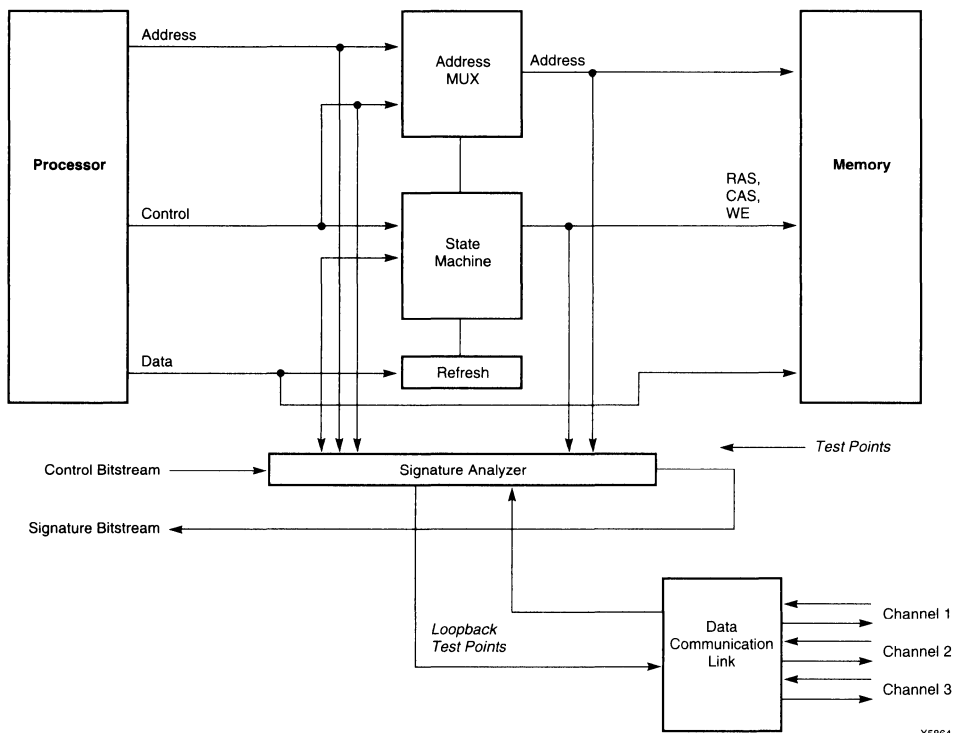 Address
Address
MUX
Address
Processor
Memory
RAS,
CAS,
WE
Control
State
Machine
Data
Refresh
Test Points
Control Bitstream
Signature Analyzer
Signature Bitstream
Loopback
Test Points
Data
Communication
Link
Channel 1
Channel 2
Channel 3
X5864